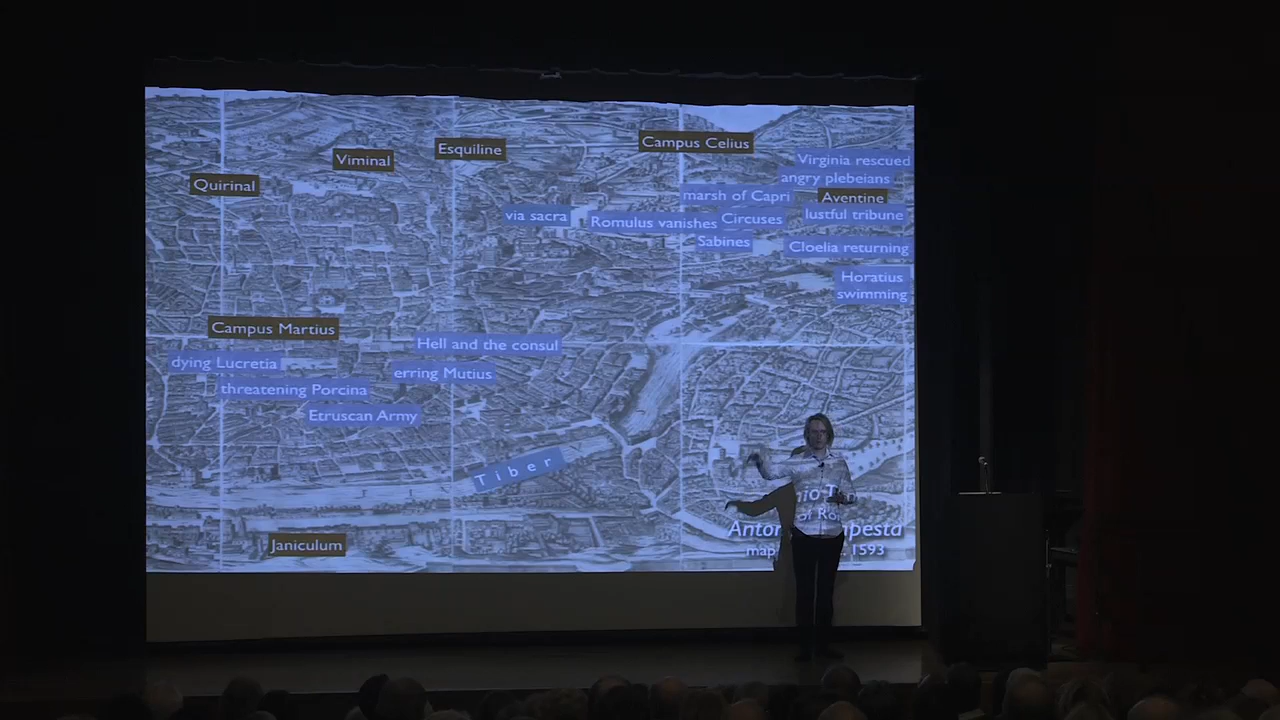 Campus Celius
Esquiline
Viminal
Virginia rescued
angry plebeians
Quirinal
marsh of Capri
Aventine
via sacra
Romulus vanishes
Circuses
lustful tribune
Sabines
Cloelia returning
Horatius
swimming
Campus Martius
Hell and the consul
dying Lucretia
erring Mutius
threatening Porcina
Etruscan Army
Tiber
Janiculum
1593